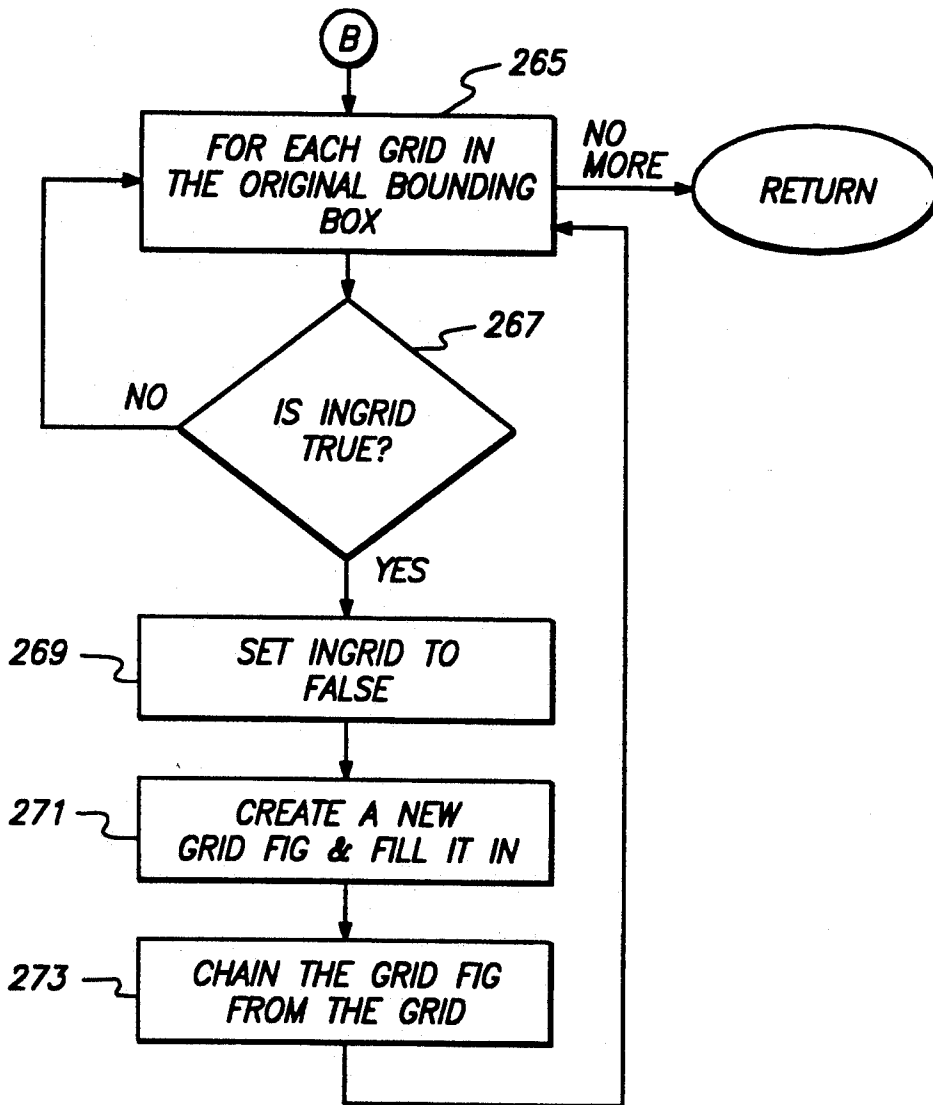 B
265
FOR EACH GRID IN
THE ORIGINAL BOUNDING
BOX
NO
MORE
RETURN
267
IS INGRID
TRUE?
NO
YES
269
SET INGRID TO
FALSE
271
CREATE A NEW
GRID FIG & FILL IT IN
273
CHAIN THE GRID FIG
FROM THE GRID